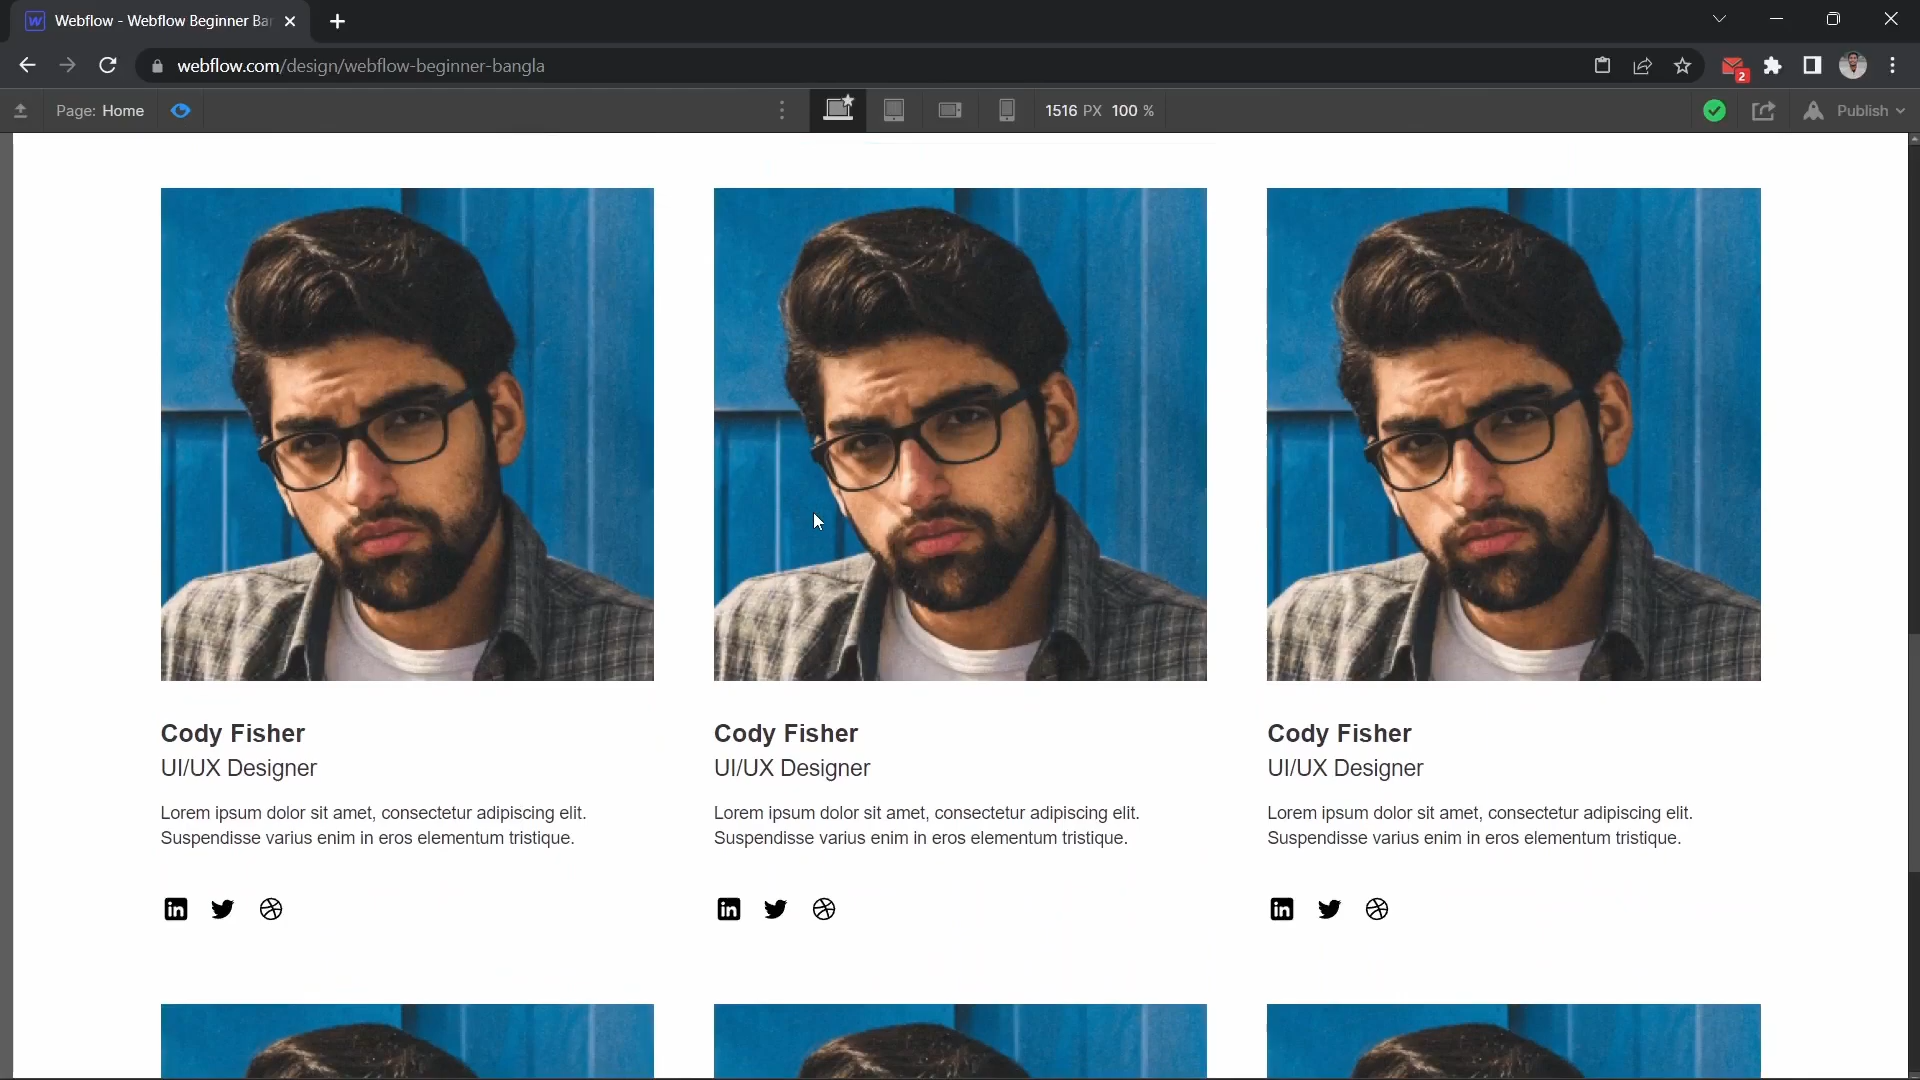 Webflow - Webflow Beginner Ba
webflow.com/design/webflow-beginner-bangla
2
Page: Home
1516 PX 100 %
Publish
Cody Fisher
UI/UX Designer
Lorem ipsum dolor sit amet, consectetur adipiscing elit.
Suspendisse varius enim in eros elementum tristique.
in
Cody Fisher
UI/UX Designer
Lorem ipsum dolor sit amet, consectetur adipiscing elit.
Suspendisse varius enim in eros elementum tristique.
in
Cody Fisher
UI/UX Designer
Lorem ipsum dolor sit amet, consectetur adipiscing elit.
Suspendisse varius enim in eros elementum tristique.
in